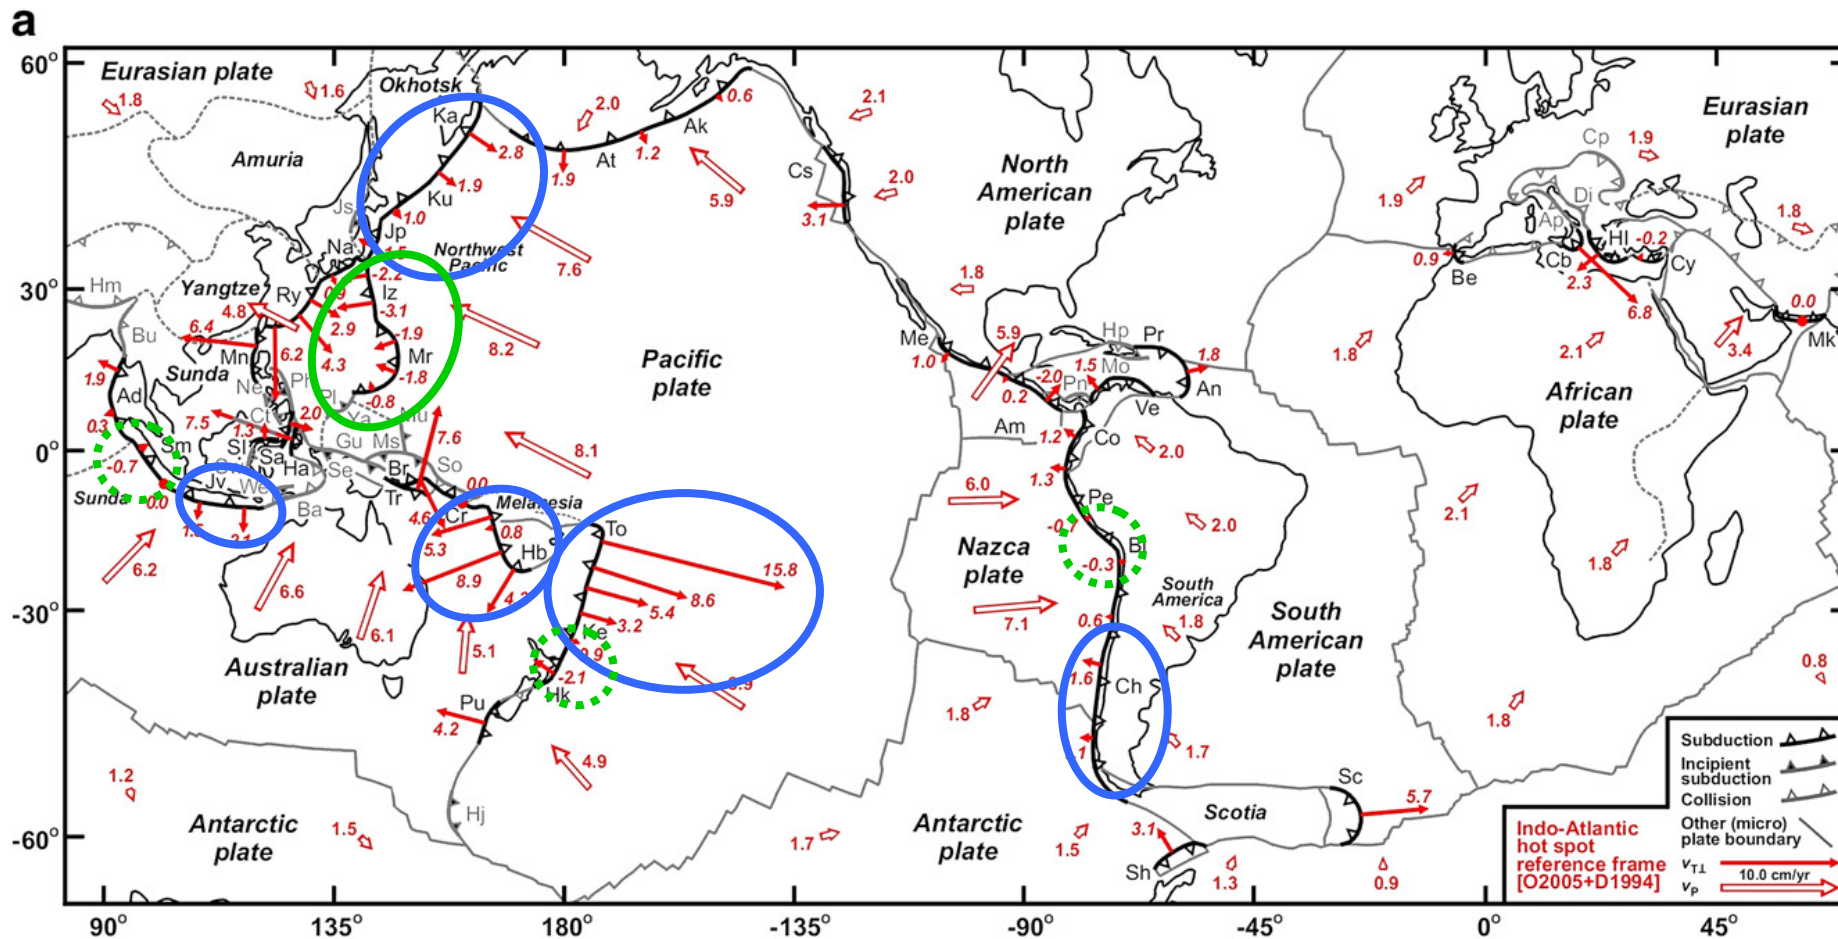 a
60°
30°
0°
-30°
-60°
90°
135°
180°
-135°
-90°
-45°
0°
45°
Eurasian plate
1.8
1.6
Okhotsk
Ka
2.8
2.0
0.6
Ak
At
1.2
1.9
5.9
2.1
Cs
2.0
3.1
North
American
plate
Amuria
1.9
Ku
1.0
Js
Jp
Na
Northwest
Pacific
7.6
-2.2
Hm
Yangtze
Ry
0.9
Iz
4.8
-3.1
2.9
6.4
-1.9
8.2
Bu
Mn
6.2
4.3
Mr
-1.8
Pacific
plate
1.9
Sunda
Ne
Ph
Pl
-0.8
Ad
0.3
7.5
Ct
2.0
Mu
1.3
7.6
Sm
Sl
Sa
Ha
Gu
Ms
Se
Br
So
8.1
-0.7
Jv
We
Tr
0.0
Sunda
0.0
Ba
Melanesia
4.6
Cr
0.8
To
5.3
Hb
15.8
6.2
8.9
8.6
6.6
5.4
3.2
Ke
6.1
5.1
-2.1
Hk
Australian
plate
Pu
4.2
4.9
1.2
Hj
Antarctic
plate
1.5
1.7
1.8
Me
1.0
5.9
Hp
Pr
1.8
1.5
Mo
-2.0
Pn
An
0.2
Ve
Am
1.2
Co
2.0
1.3
6.0
Pe
2.0
Nazca
plate
-0.3
South
America
7.1
0.6
1.8
South
American
plate
1.6
Ch
1.8
1.7
Antarctic
plate
Scotia
Sc
5.7
3.1
1.5
Sh
1.3
0.9
1.8
0.8
Eurasian
plate
Cp
1.9
1.9
Di
Ap
1.8
Hl
-0.2
0.9
Be
Cb
Cy
2.3
6.8
0.0
1.8
2.1
3.4
Mk
African
plate
2.1
1.8
Subduction
Incipient
subduction
Collision
Other (micro)
plate boundary
Indo-Atlantic
hot spot
reference frame
[O2005+D1994]
vT⊥
10.0 cm/yr
vP